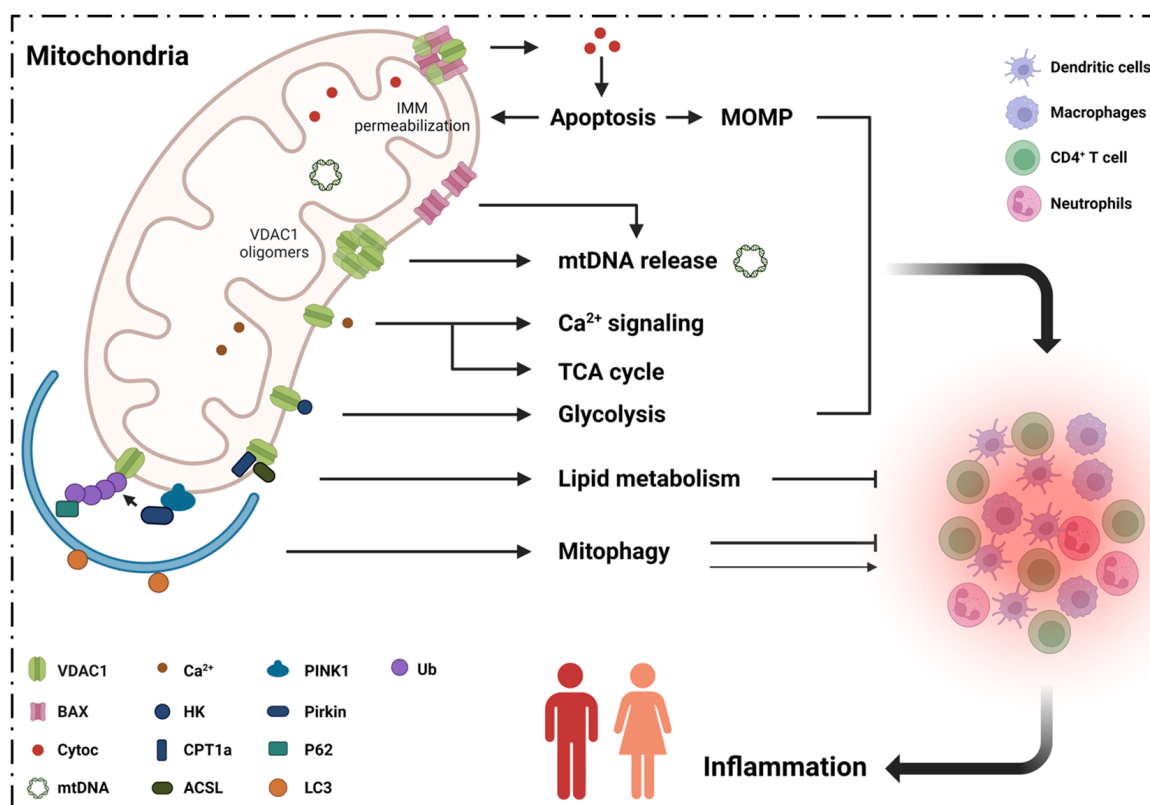 Mitochondria
IMM
permeabilization
Apoptosis
MOMP
VDAC1
oligomers
mtDNA release
Ca²⁺ signaling
TCA cycle
Glycolysis
Lipid metabolism
Mitophagy
Dendritic cells
Macrophages
CD4⁺ T cell
Neutrophils
VDAC1
Ca²⁺
PINK1
Ub
BAX
HK
Pirkin
Cytoc
CPT1a
P62
mtDNA
ACSL
LC3
Inflammation